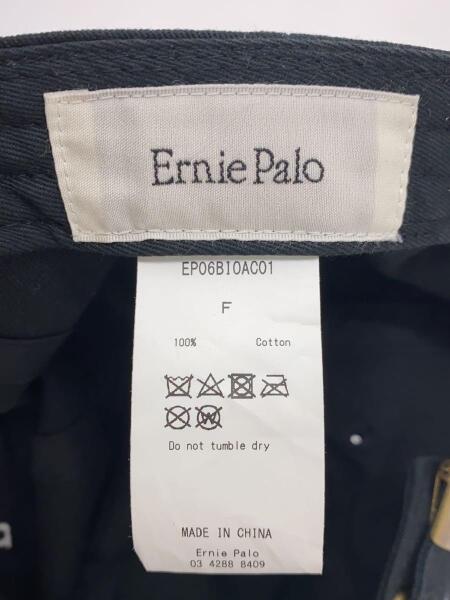 Ernie Palo
EP06BI0AC01
F
100% Cotton
Do not tumble dry
MADE IN CHINA
Ernie Palo
03 4288 8409